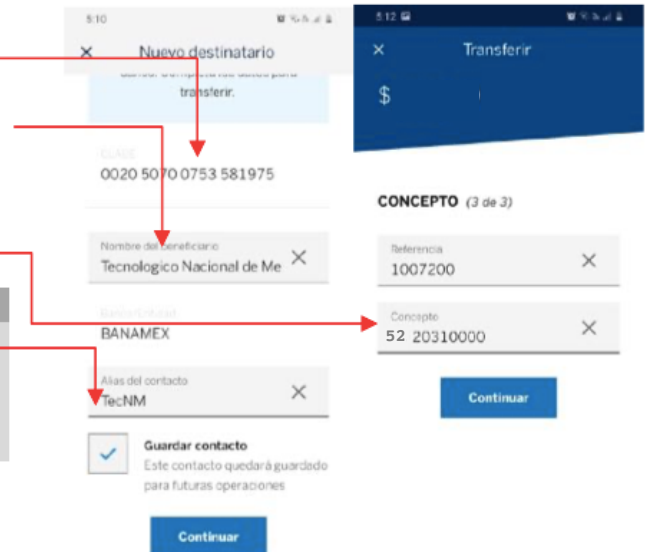 5:10
Nuevo destinatario
transferir.
CLABE
0020 5070 0753 581975
Nombre del beneficiario
Tecnologico Nacional de Me
BANAMEX
Alias del contacto
TecNM
Guardar contacto
Este contacto quedará guardado
para futuras operaciones
Continuar
5:12
Transferir
$
CONCEPTO (3 de 3)
Referencia
1007200
Concepto
52 20310000
Continuar